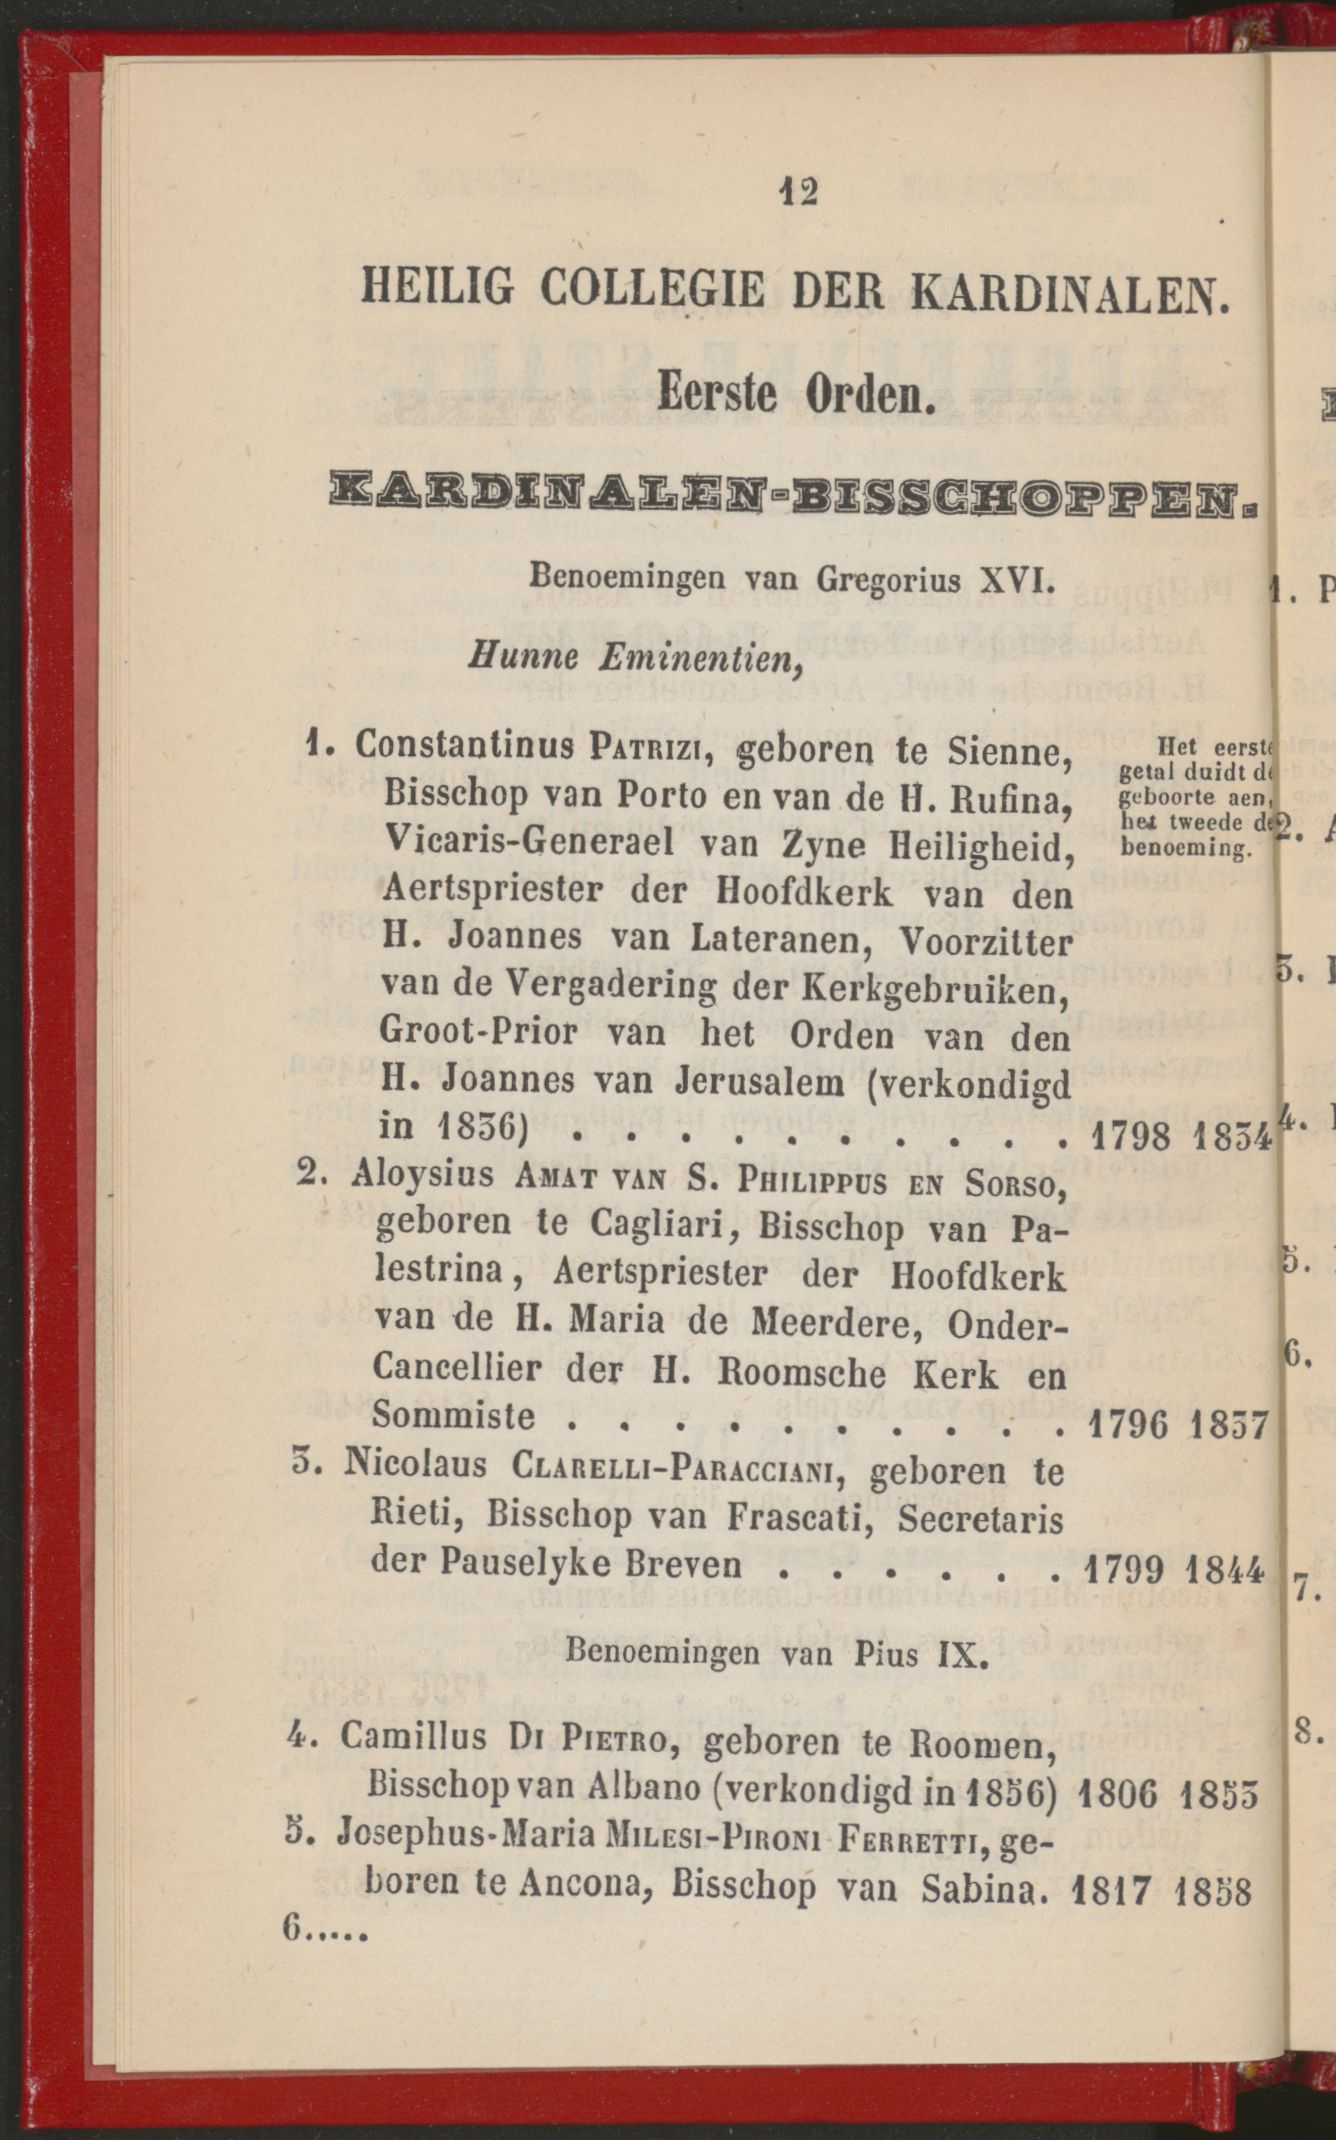 12
HEILIG COLLEGIE DER KARDINALEN.
Eerste Orden.
KARDINALEN-BISSCHOPPEN.
Benoemingen van Gregorius XVI.
Hunne Eminentien,
1. Constantinus PATRIZI, geboren te Sienne,
Bisschop van Porto en van de H. Rufina,
Vicaris-Generael van Zyne Heiligheid,
Aertspriester der Hoofdkerk van den
H. Joannes van Lateranen, Voorzitter
van de Vergadering der Kerkgebruiken,
Groot-Prior van het Orden van den
H. Joannes van Jerusalem (verkondigd
in 1836) . . . . . . . . . . 1798 1834
Het eerste
getal duidt de
geboorte aen,
het tweede de
benoeming.
2. Aloysius AMAT VAN S. PHILIPPUS EN SORSO,
geboren te Cagliari, Bisschop van Pa-
lestrina, Aertspriester der Hoofdkerk
van de H. Maria de Meerdere, Onder-
Cancellier der H. Roomsche Kerk en
Sommiste . . . . . . . . . . 1796 1837
3. Nicolaus CLARELLI-PARACCIANI, geboren te
Rieti, Bisschop van Frascati, Secretaris
der Pauselyke Breven . . . . . . 1799 1844
Benoemingen van Pius IX.
4. Camillus DI PIETRO, geboren te Roomen,
Bisschop van Albano (verkondigd in 1856) 1806 1853
5. Josephus-Maria MILESI-PIRONI FERRETTI, ge-
boren te Ancona, Bisschop van Sabina. 1817 1858
6.....
1. P
2.
3.
4.
5.
6.
7.
8.